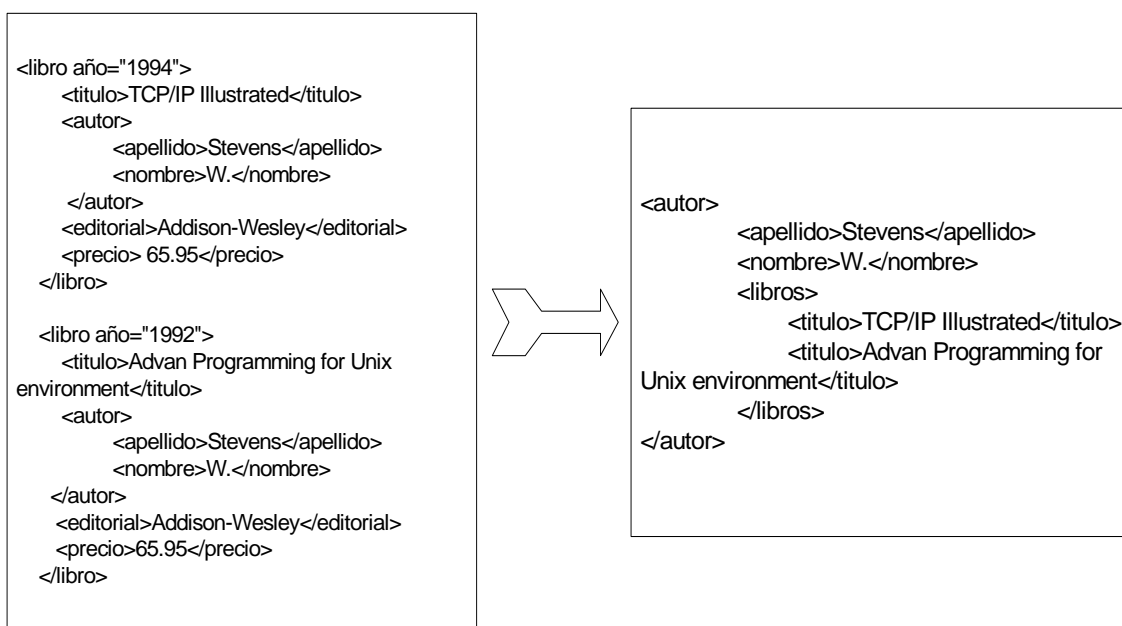 <libro año="1994">
<titulo>TCP/IP Illustrated</titulo>
<autor>
<apellido>Stevens</apellido>
<nombre>W.</nombre>
</autor>
<editorial>Addison-Wesley</editorial>
<precio> 65.95</precio>
</libro>
<libro año="1992">
<titulo>Advan Programming for Unix
environment</titulo>
<autor>
<apellido>Stevens</apellido>
<nombre>W.</nombre>
</autor>
<editorial>Addison-Wesley</editorial>
<precio>65.95</precio>
</libro>
<autor>
<apellido>Stevens</apellido>
<nombre>W.</nombre>
<libros>
<titulo>TCP/IP Illustrated</titulo>
<titulo>Advan Programming for
Unix environment</titulo>
</libros>
</autor>